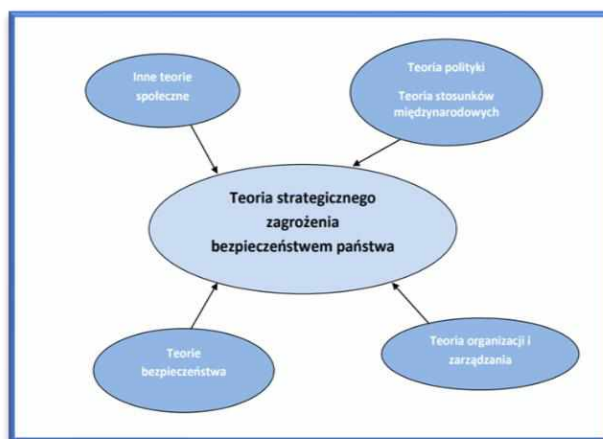 Inne teorie
społeczne
Teoria polityki
Teoria stosunków
międzynarodowych
Teoria strategicznego
zagrożenia
bezpieczeństwem państwa
Teorie
bezpieczeństwa
Teoria organizacji i
zarządzania